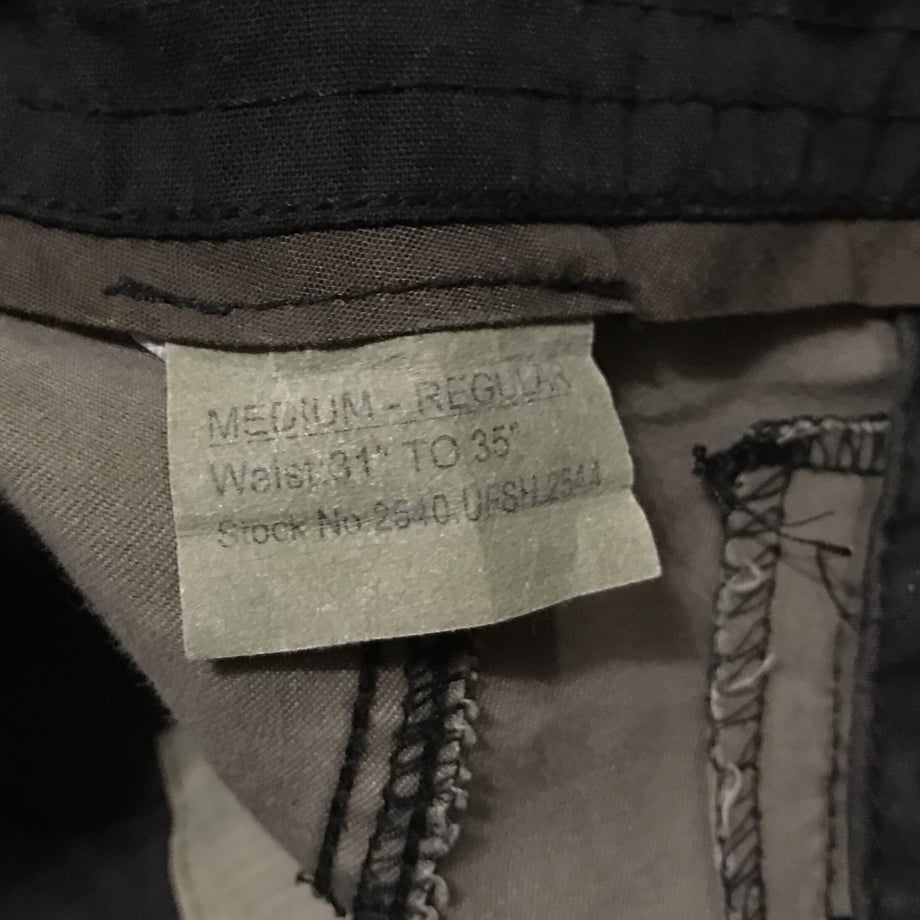 MEDIUM - REGULAR
Waist:31" TO 35"
Stock No.2540.UFSH.2544